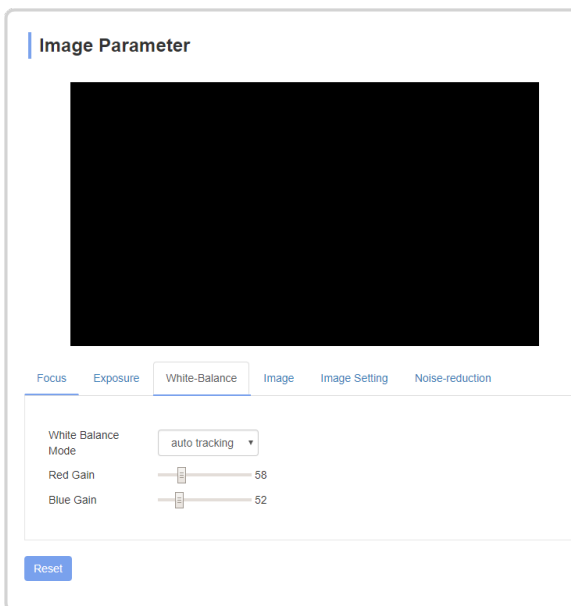 Image Parameter
Focus Exposure White-Balance Image Image Setting Noise-reduction
White Balance
Mode
auto tracking
Red Gain 58
Blue Gain 52
Reset